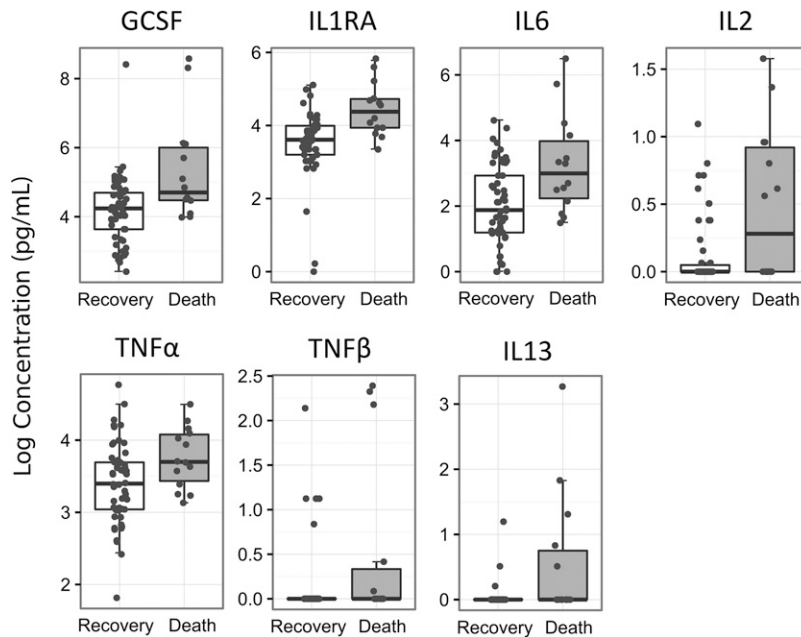 GCSF
IL1RA
IL6
IL2
Log Concentration (pg/mL)
8
6
4
Recovery Death
6
4
2
0
Recovery Death
6
4
2
0
Recovery Death
1.5
1.0
0.5
0.0
Recovery Death
TNFα
TNFβ
IL13
4
3
2
Recovery Death
2.5
2.0
1.5
1.0
0.5
0.0
Recovery Death
3
2
1
0
Recovery Death